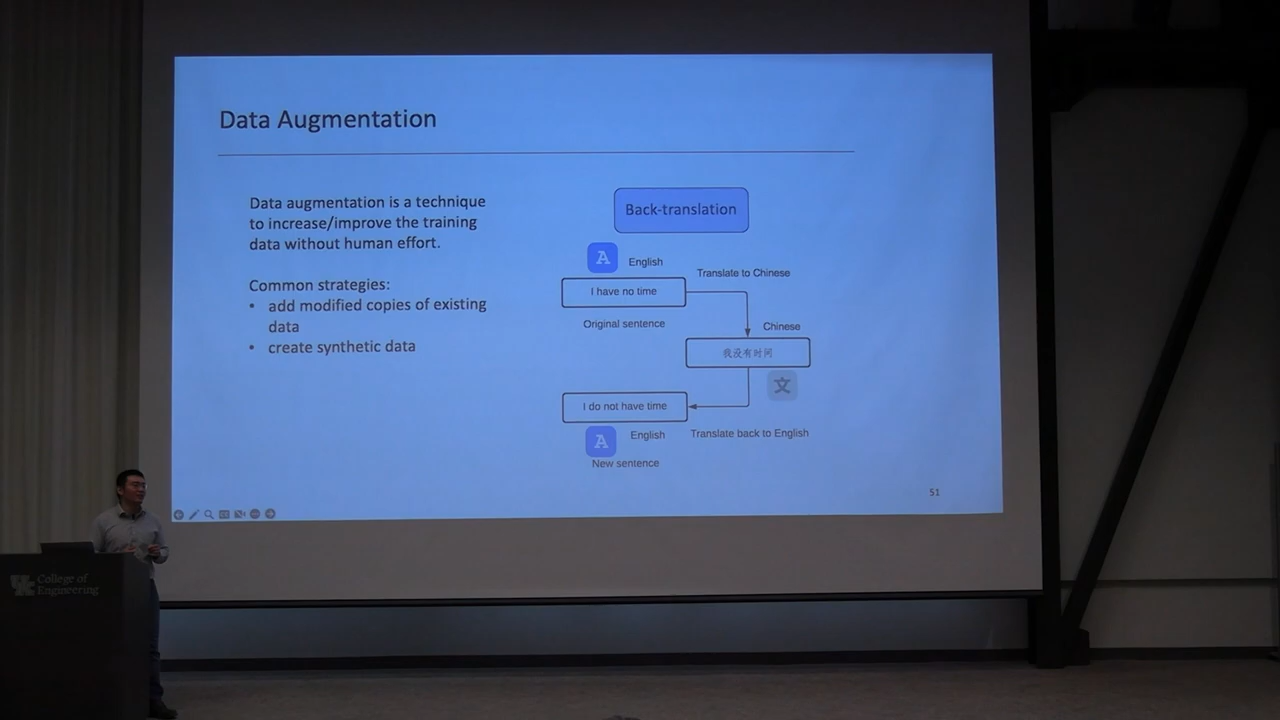 Data Augmentation
Data augmentation is a technique
to increase/improve the training
data without human effort.
Common strategies:
• add modified copies of existing
data
• create synthetic data
Back-translation
A
English
I have no time
Original sentence
Translate to Chinese
Chinese
我没有时间
文
I do not have time
A
English
New sentence
Translate back to English
51
UK College of
Engineering